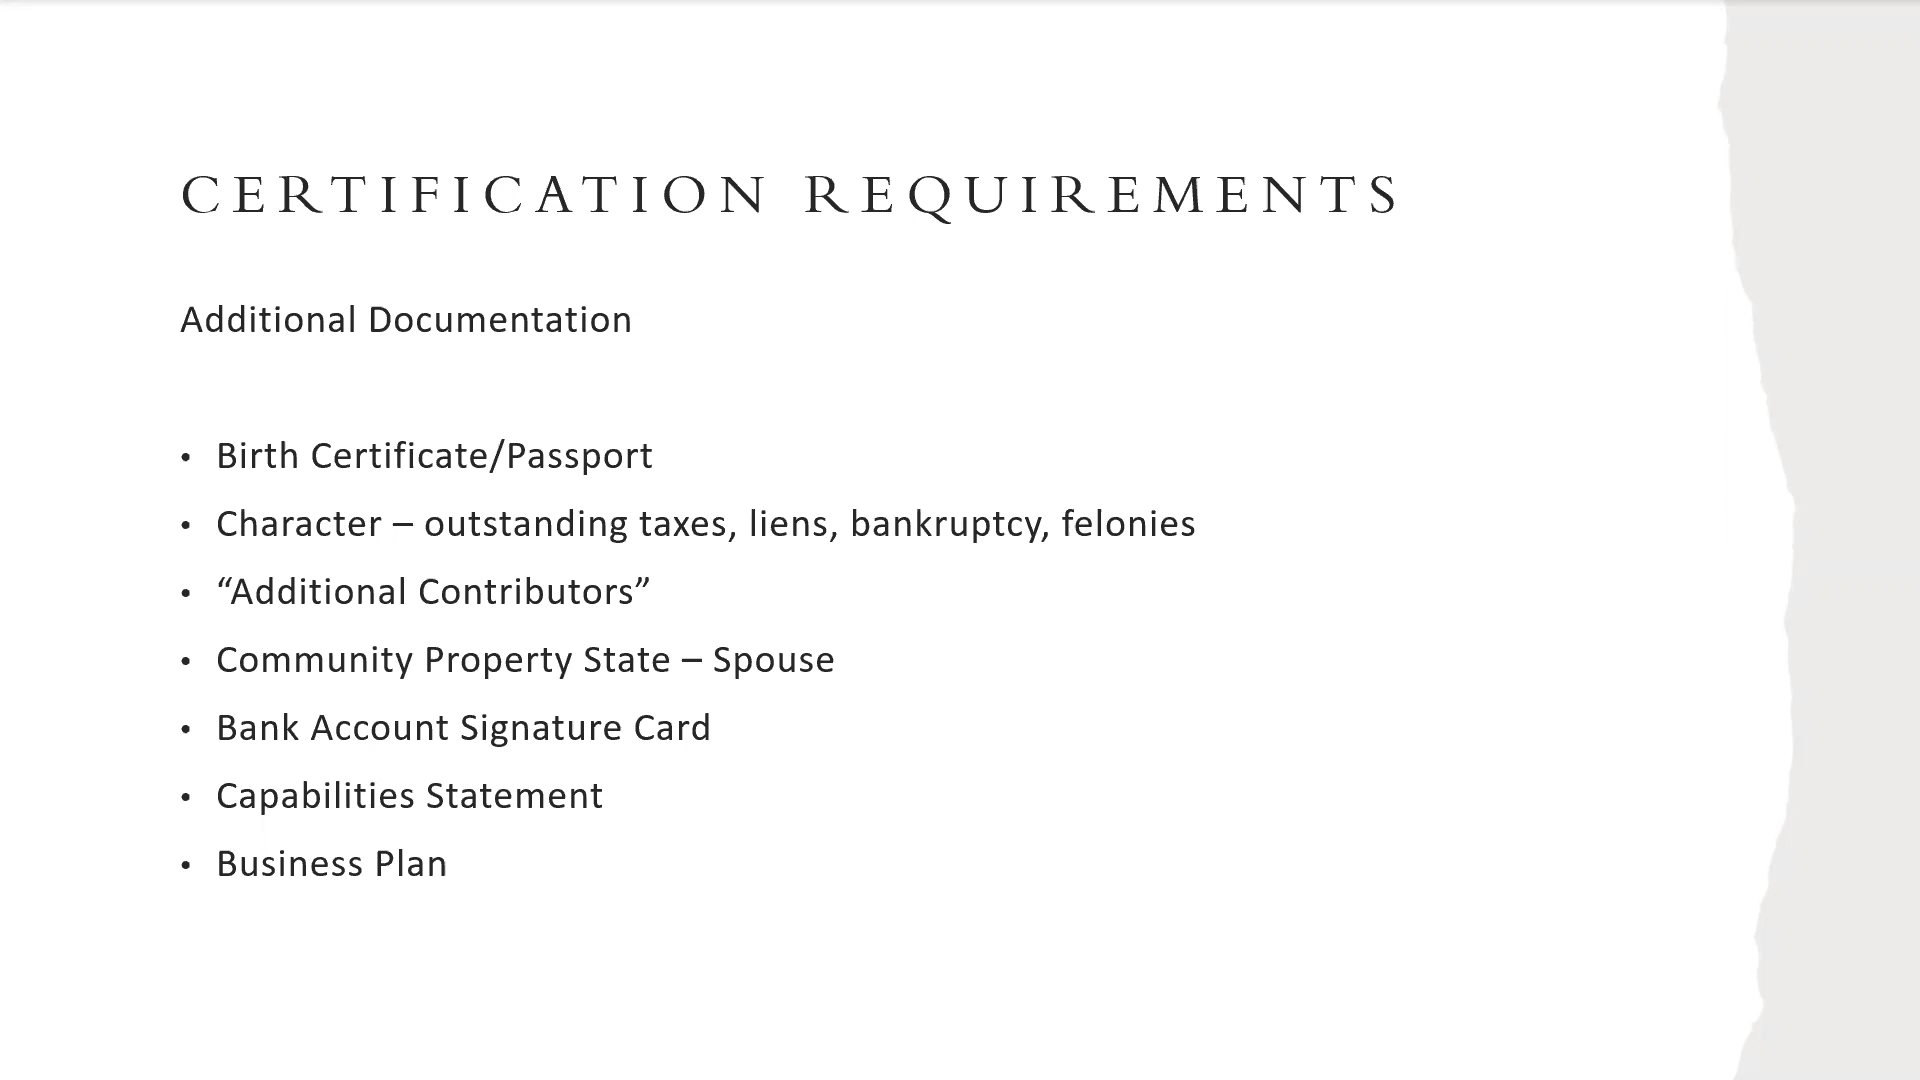 CERTIFICATION REQUIREMENTS
Additional Documentation
• Birth Certificate/Passport
• Character – outstanding taxes, liens, bankruptcy, felonies
• “Additional Contributors”
• Community Property State – Spouse
• Bank Account Signature Card
• Capabilities Statement
• Business Plan